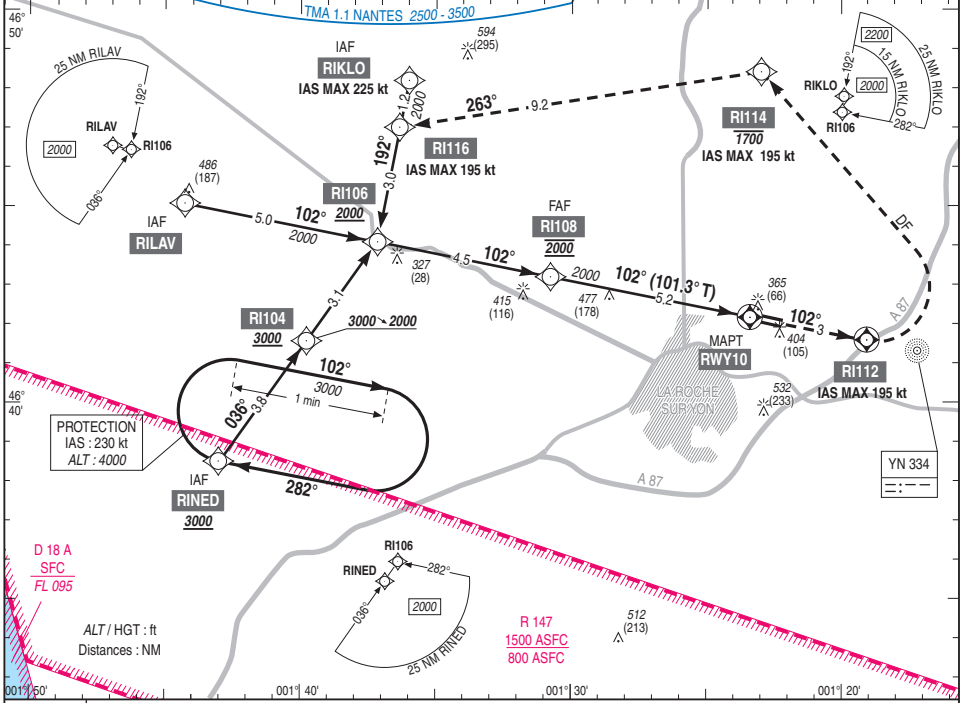 46°
50'
TMA 1.1 NANTES 2500 - 3500
594
(295)
IAF
RIKLO
IAS MAX 225 kt
1.2
2000
25 NM RILAV
192°
RILAV
RI106
2000
036°
486
(187)
IAF
RILAV
5.0
102°
2000
263°
9.2
RI116
IAS MAX 195 kt
192°
3.0
RI114
1700
IAS MAX 195 kt
2200
2000
192°
15 NM RIKLO
25 NM RIKLO
RIKLO
RI106
282°
RI106
2000
327
(28)
4.5
102°
FAF
RI108
2000
2000
102° (101.3° T)
5.2
415
(116)
477
(178)
365
(66)
102°
3
404
(105)
MAPT
RWY10
DF
A 87
RI112
IAS MAX 195 kt
3.1
RI104
3000
3000 ↘ 2000
102°
3000
1 min
036°
3.8
46°
40'
PROTECTION
IAS : 230 kt
ALT : 4000
IAF
RINED
3000
282°
LA ROCHE
SUR YON
532
(233)
A 87
YN 334
D 18 A
SFC
FL 095
RI106
RINED
282°
036°
2000
25 NM RINED
R 147
1500 ASFC
800 ASFC
512
(213)
ALT / HGT : ft
Distances : NM
001° 50'
001° 40'
001° 30'
001° 20'